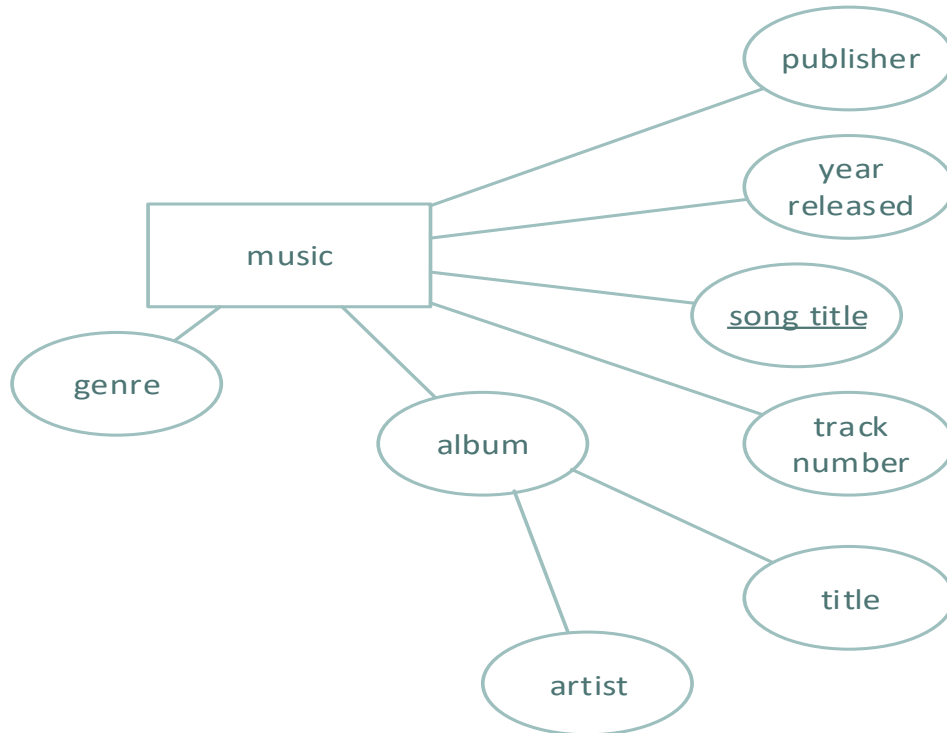 publisher
year
released
music
song title
genre
album
track
number
title
artist